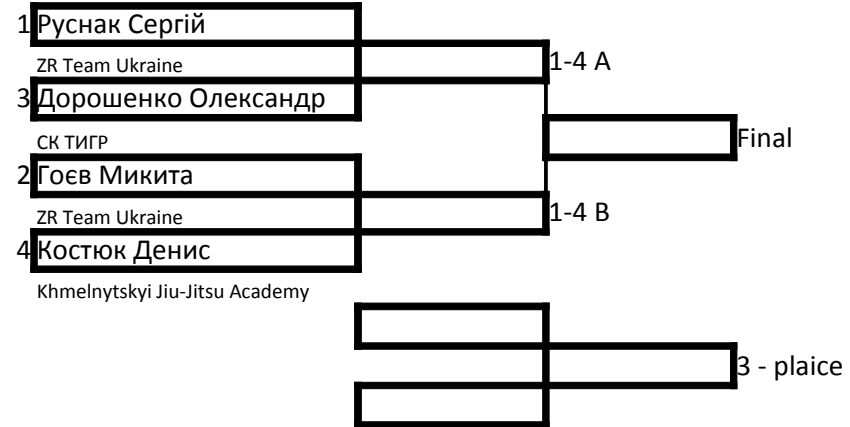 1 Руснак Сергій
ZR Team Ukraine
1-4 A
3 Дорошенко Олександр
Final
СК ТИГР
2 Гоєв Микита
ZR Team Ukraine
1-4 B
4 Костюк Денис
Khmelnytskyi Jiu-Jitsu Academy
3 - plaice